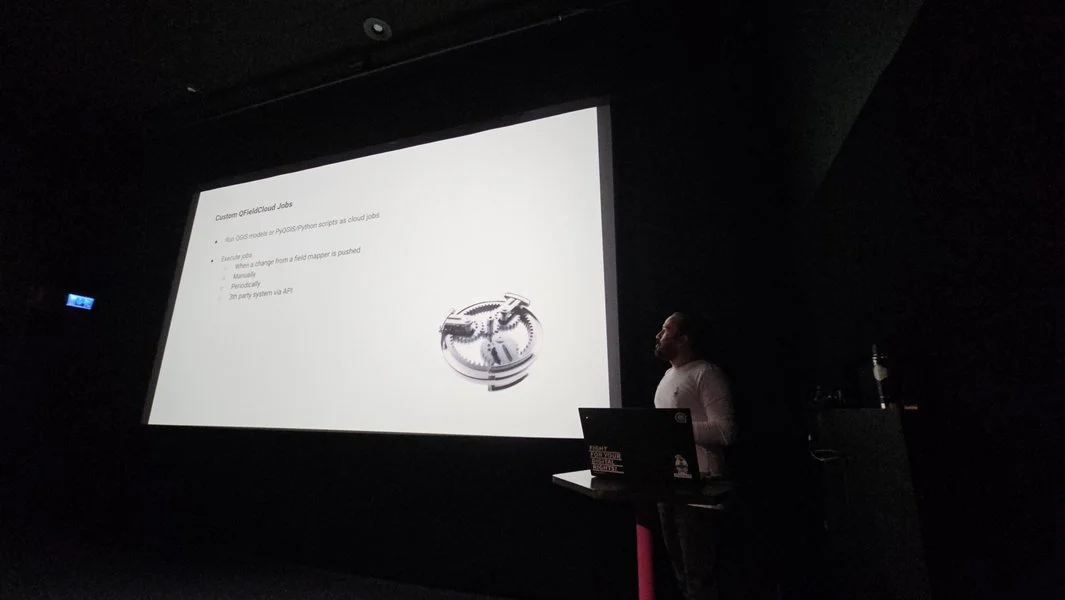 Custom QFieldCloud Jobs
Run QGIS models or PyQGIS/Python scripts as cloud jobs
Execute jobs
When a change from a field mapper is pushed
Manually
Periodically
3th party system via API
FIGHT
FOR YOUR
DIGITAL
RIGHTS!